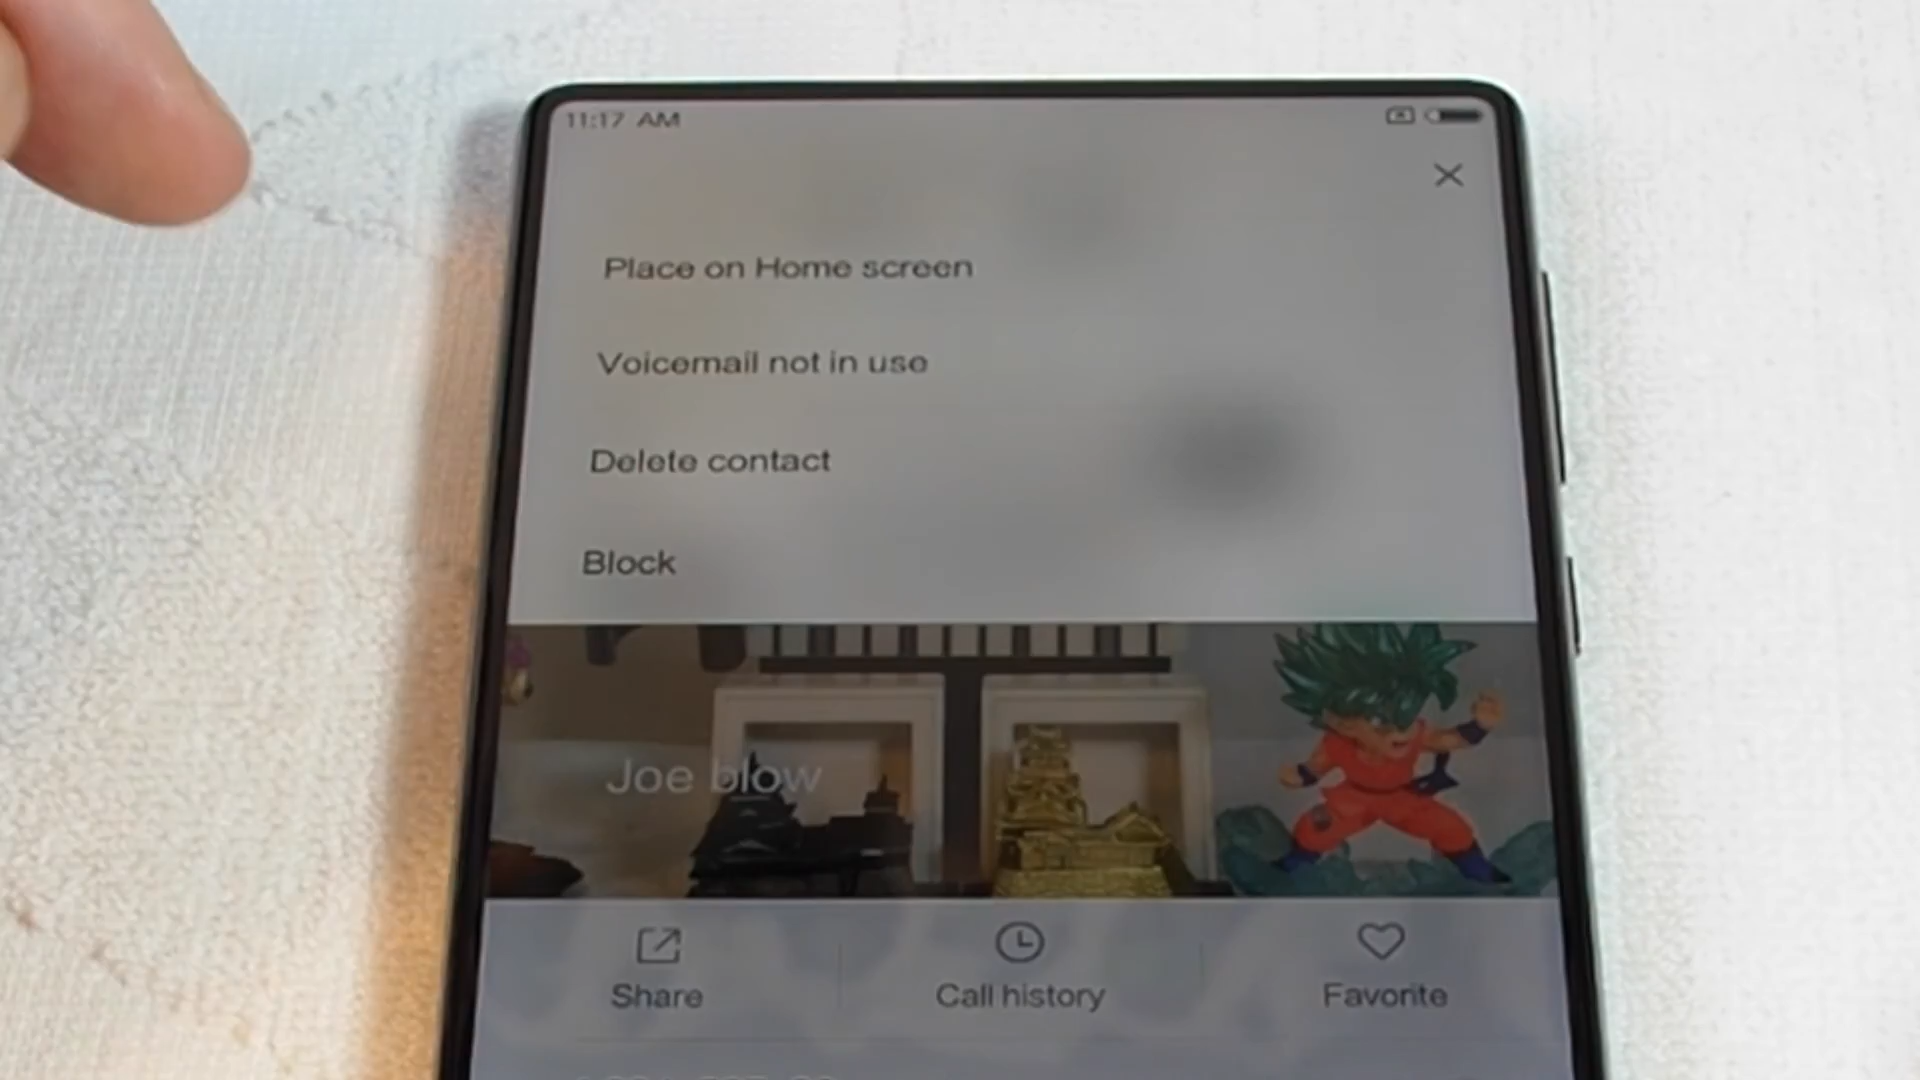 11:17 AM
Place on Home screen
Voicemail not in use
Delete contact
Block
Joe blow
Share
Call history
Favorite